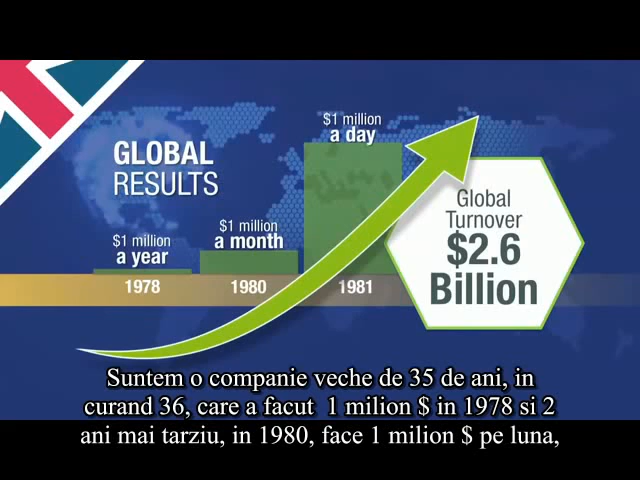 GLOBAL
RESULTS
$1 million
a year
$1 million
a month
$1 million
a day
1978
1980
1981
Global
Turnover
$2.6
Billion
Suntem o companie veche de 35 de ani, in
curand 36, care a facut  1 milion $ in 1978 si 2
ani mai tarziu, in 1980, face 1 milion $ pe luna,